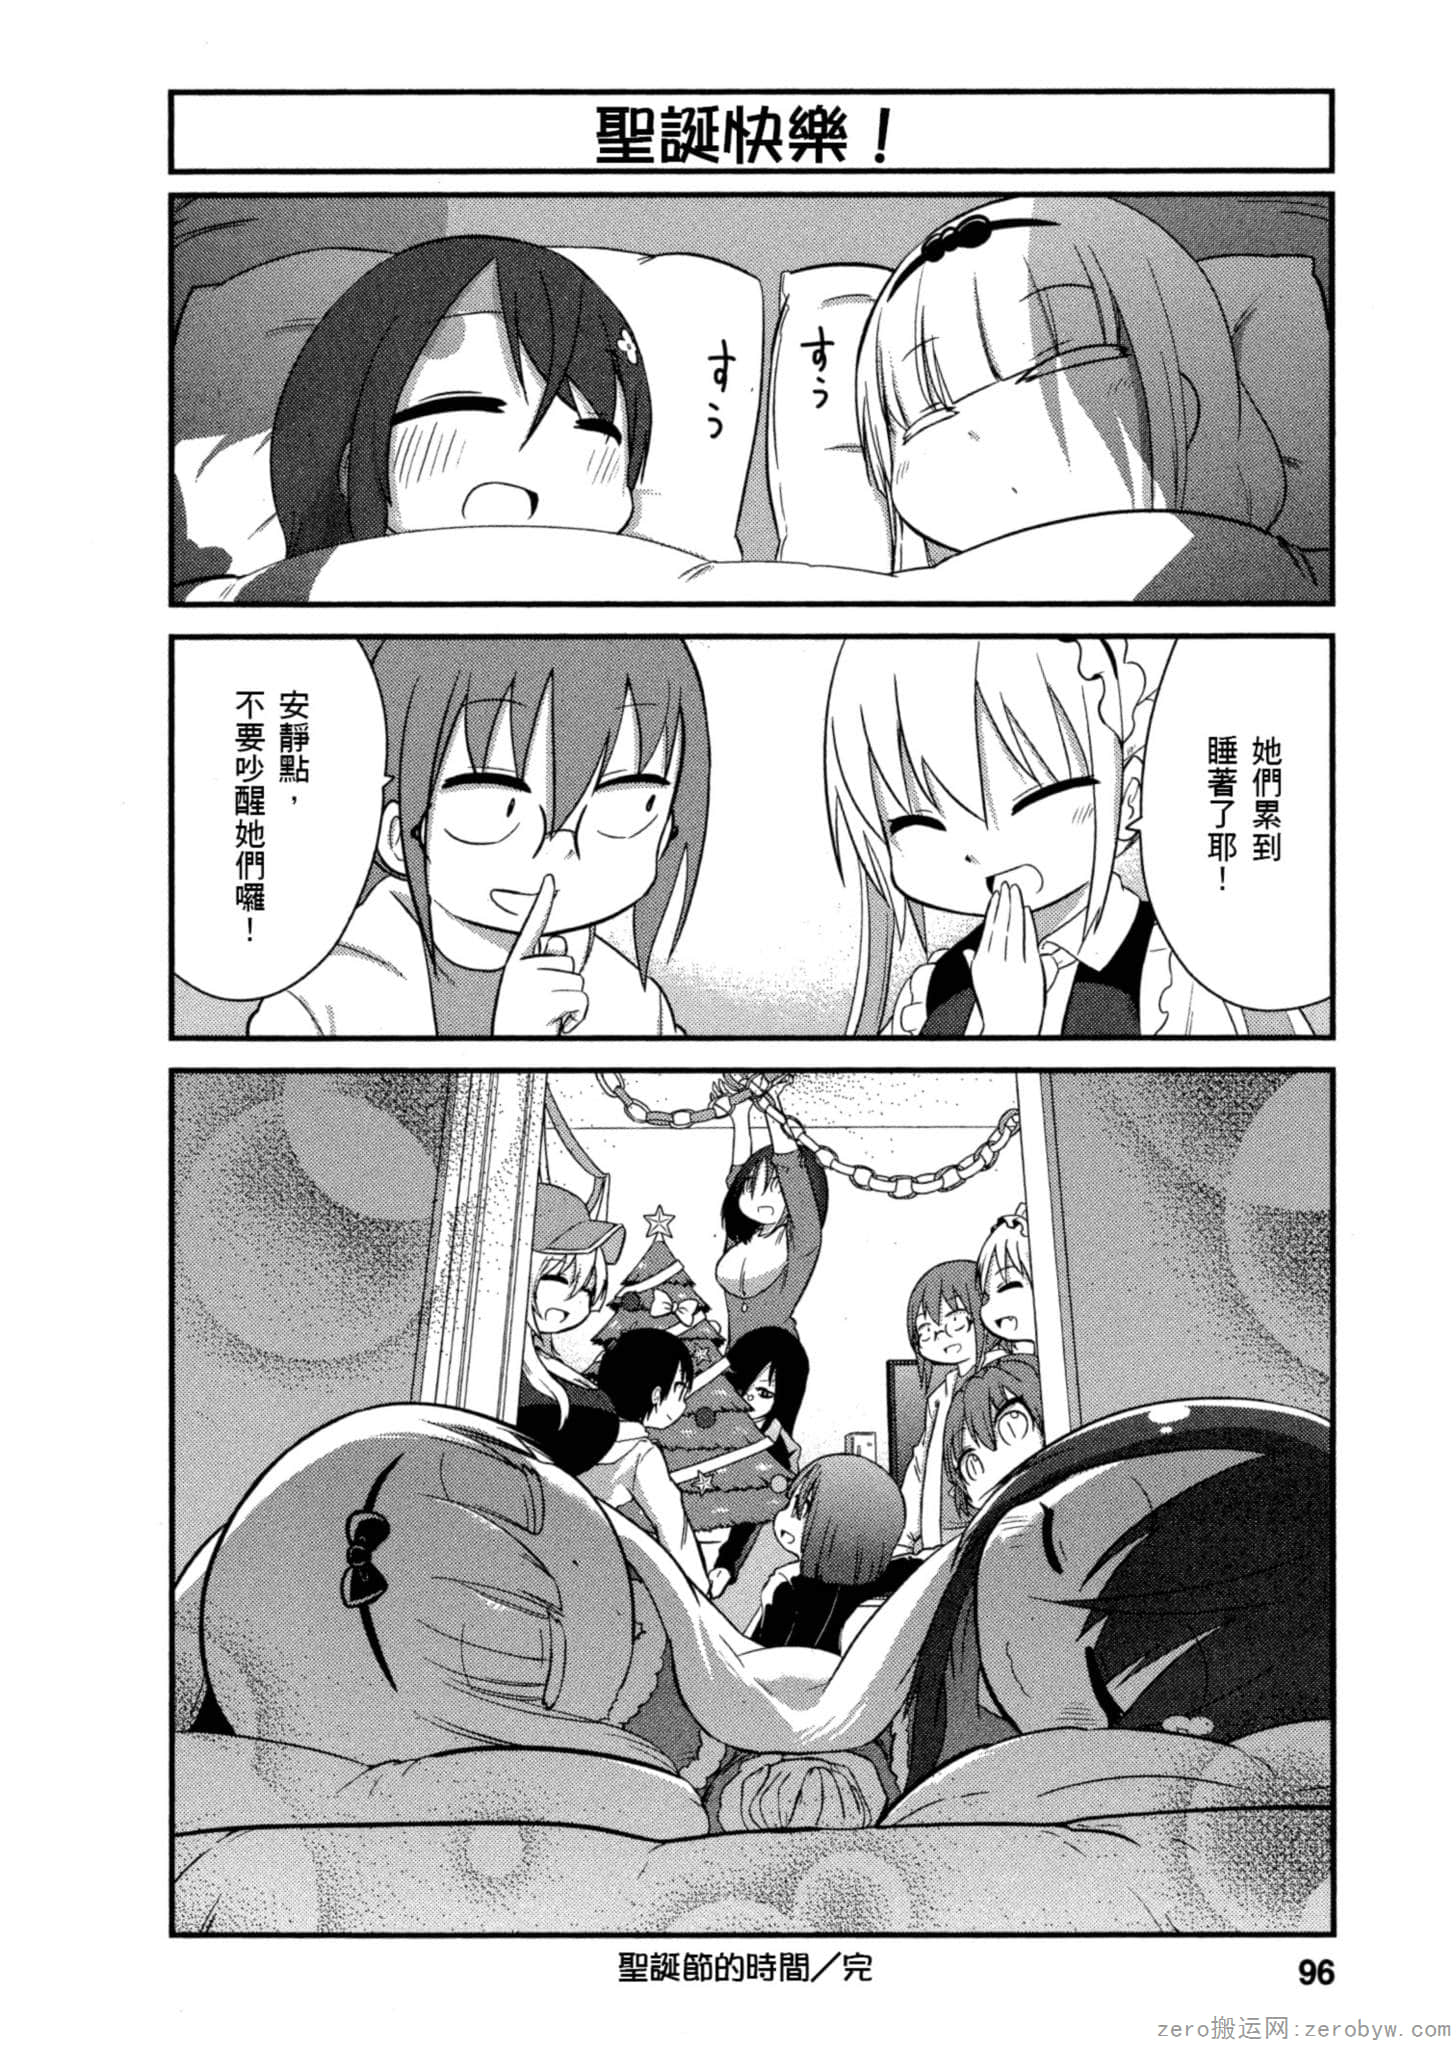 聖誕快樂！
すぅ
すぅ
她們累到
睡著了耶！
安靜點，
不要吵醒她們囉！
聖誕節的時間／完
96
zero搬运网:zerobyw.com